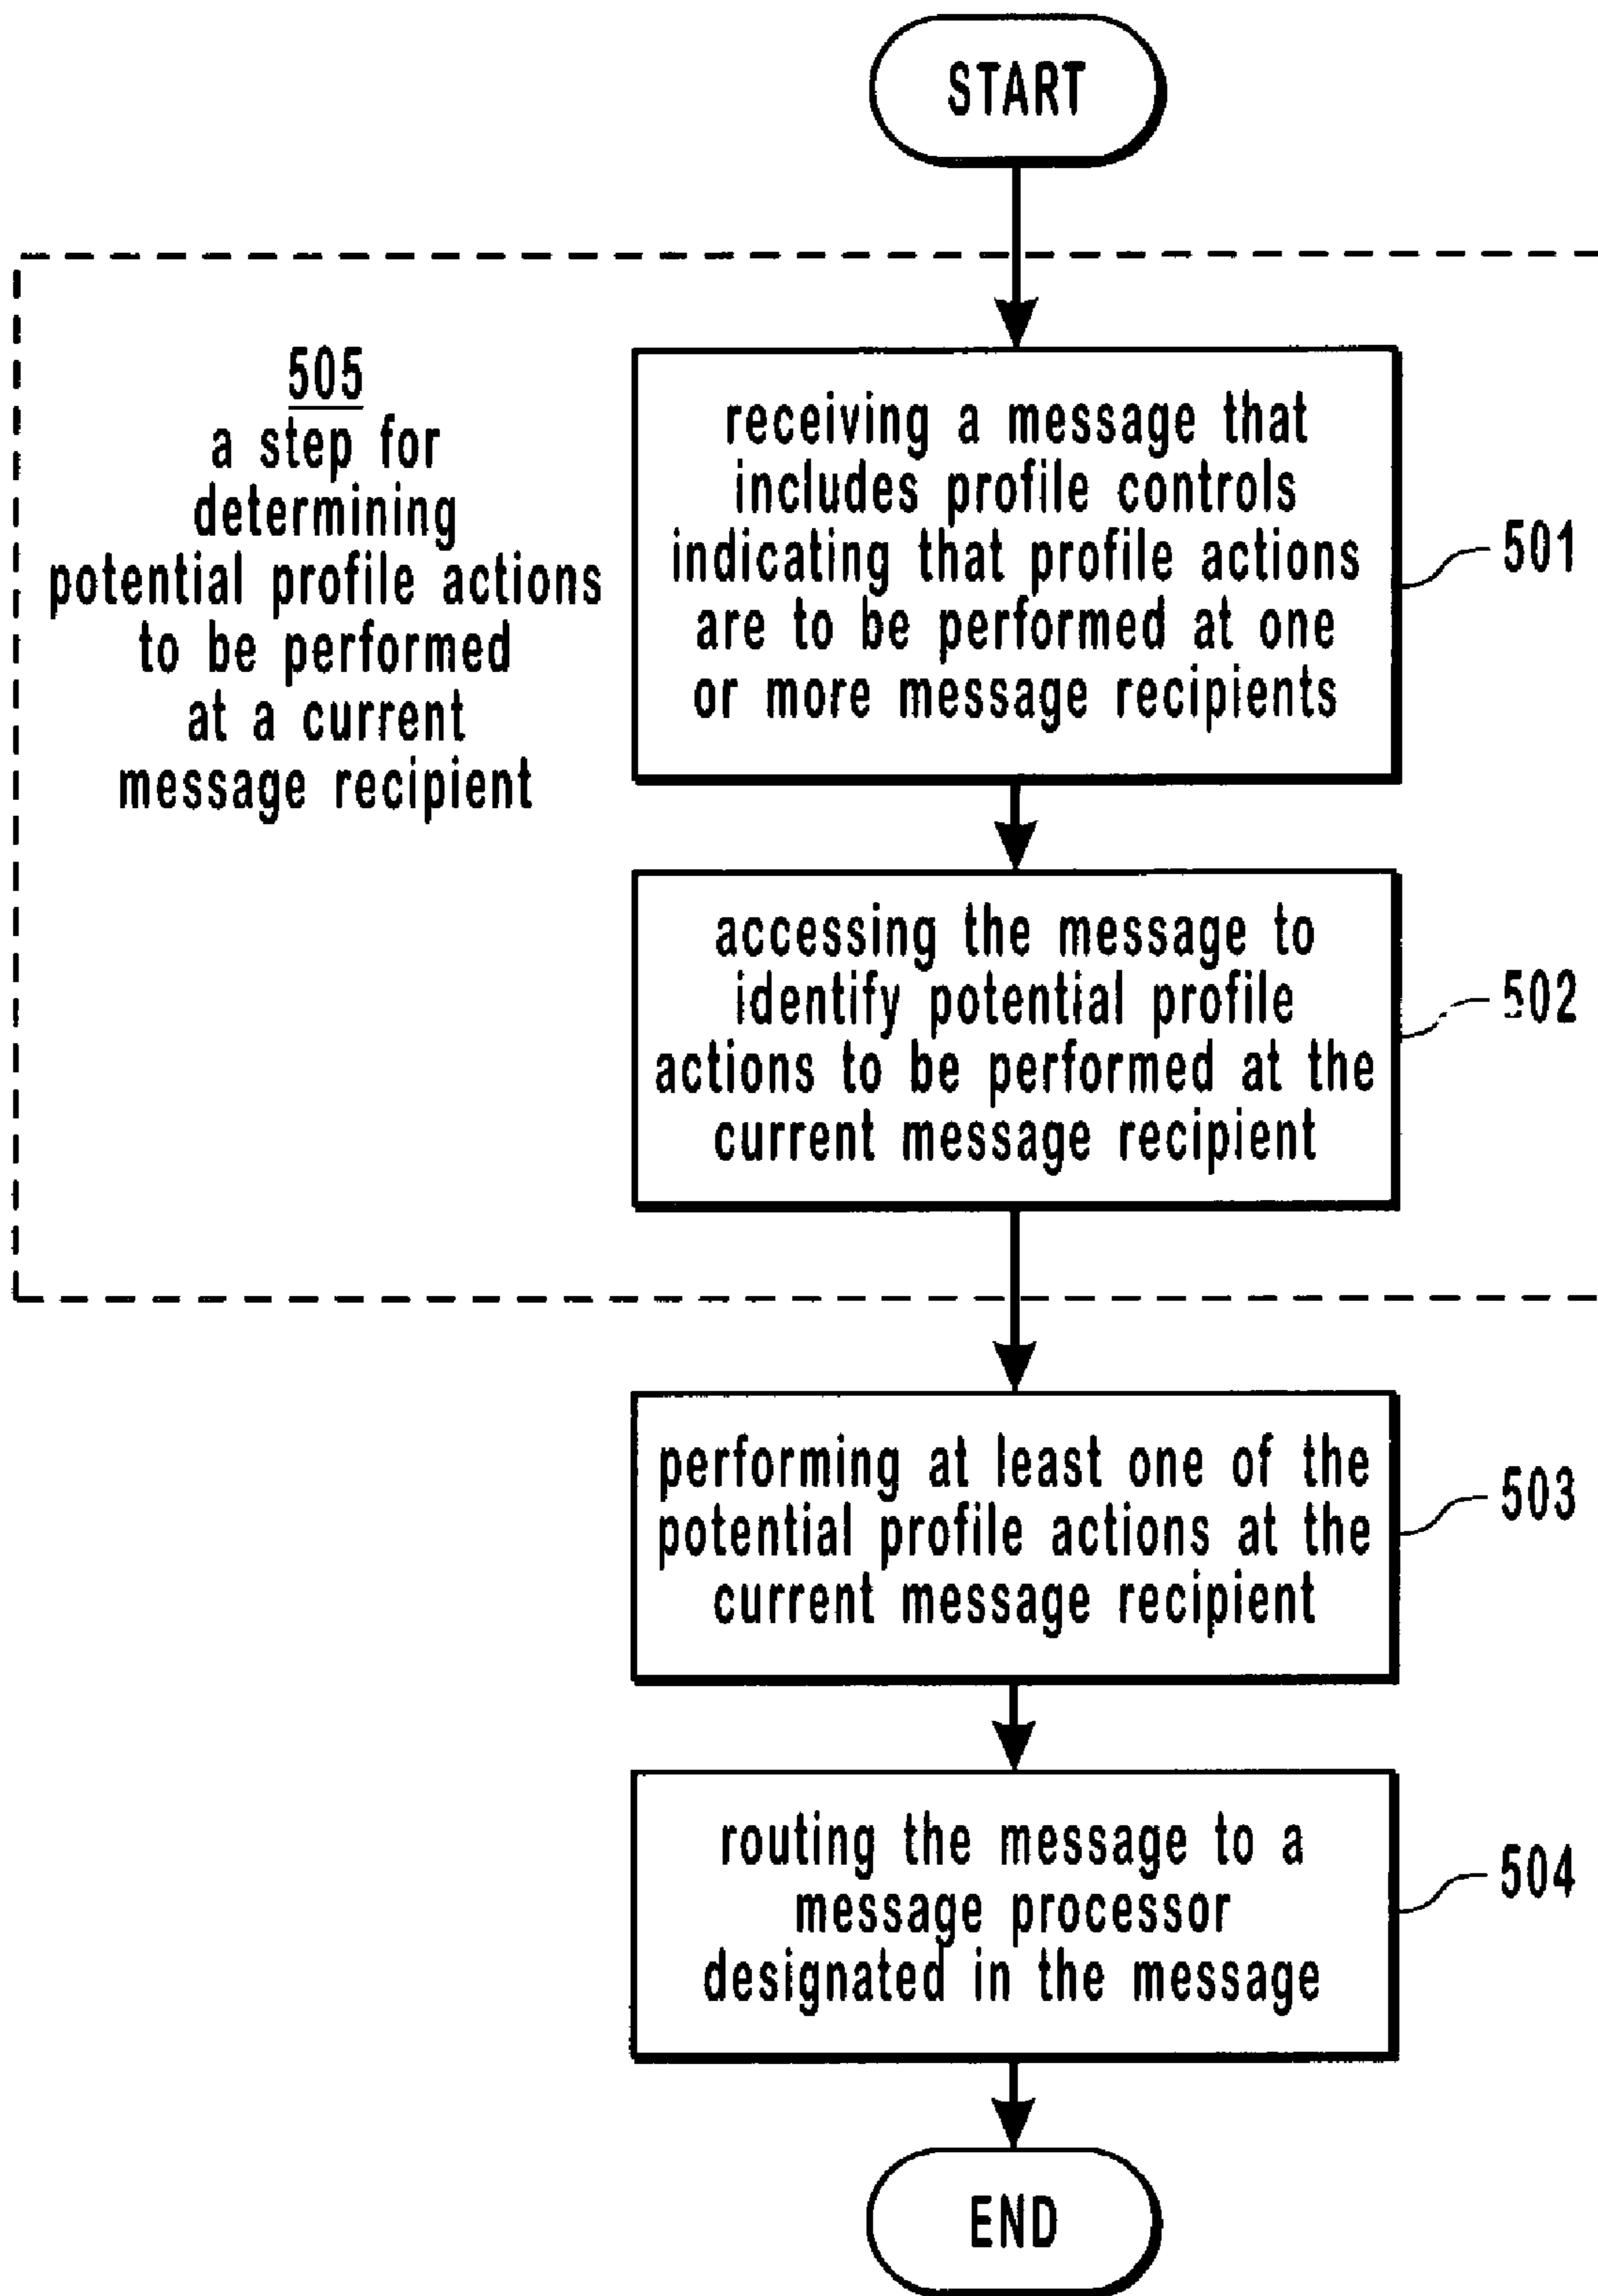 START
505
a step for
determining
potential profile actions
to be performed
at a current
message recipient
receiving a message that
includes profile controls
indicating that profile actions
are to be performed at one
or more message recipients
501
accessing the message to
identify potential profile
actions to be performed at the
current message recipient
502
performing at least one of the
potential profile actions at the
current message recipient
503
routing the message to a
message processor
designated in the message
504
END